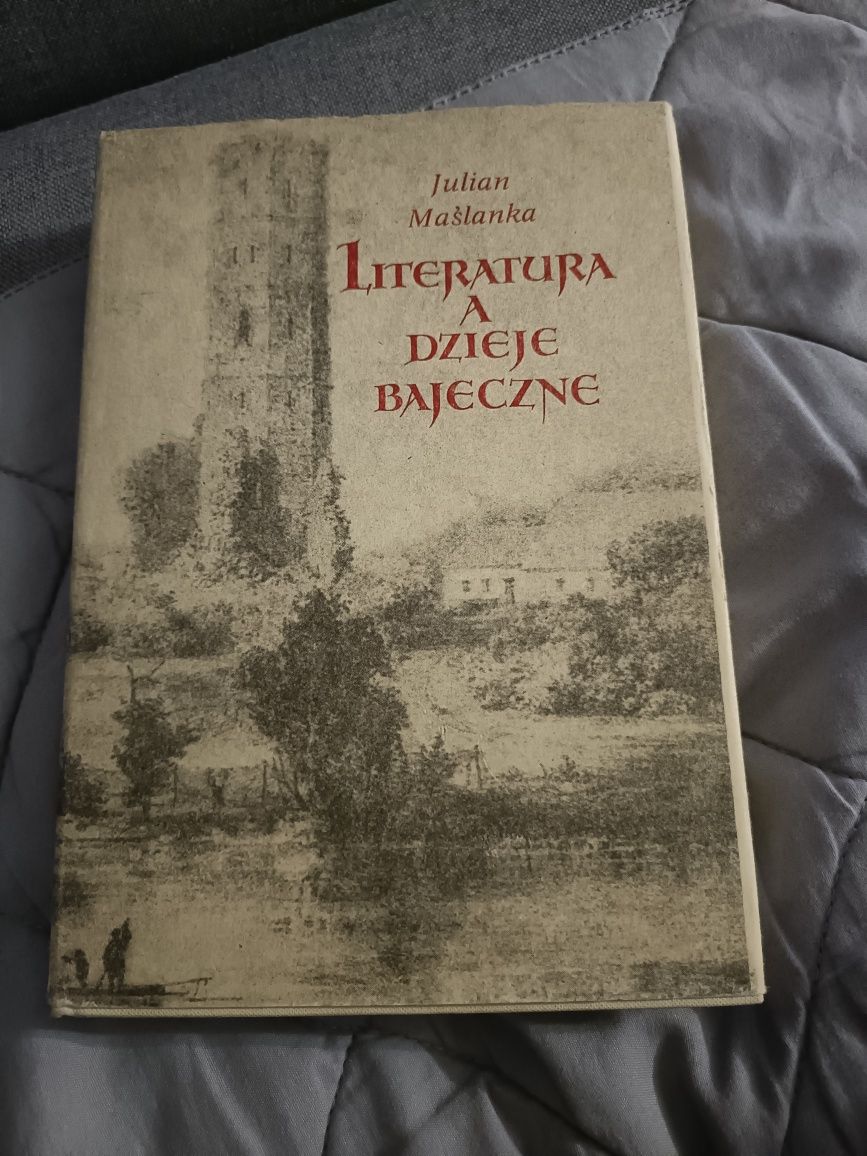 Julian
Maślanka
LITERATURA
A
DZIEJE
BAJECZNE